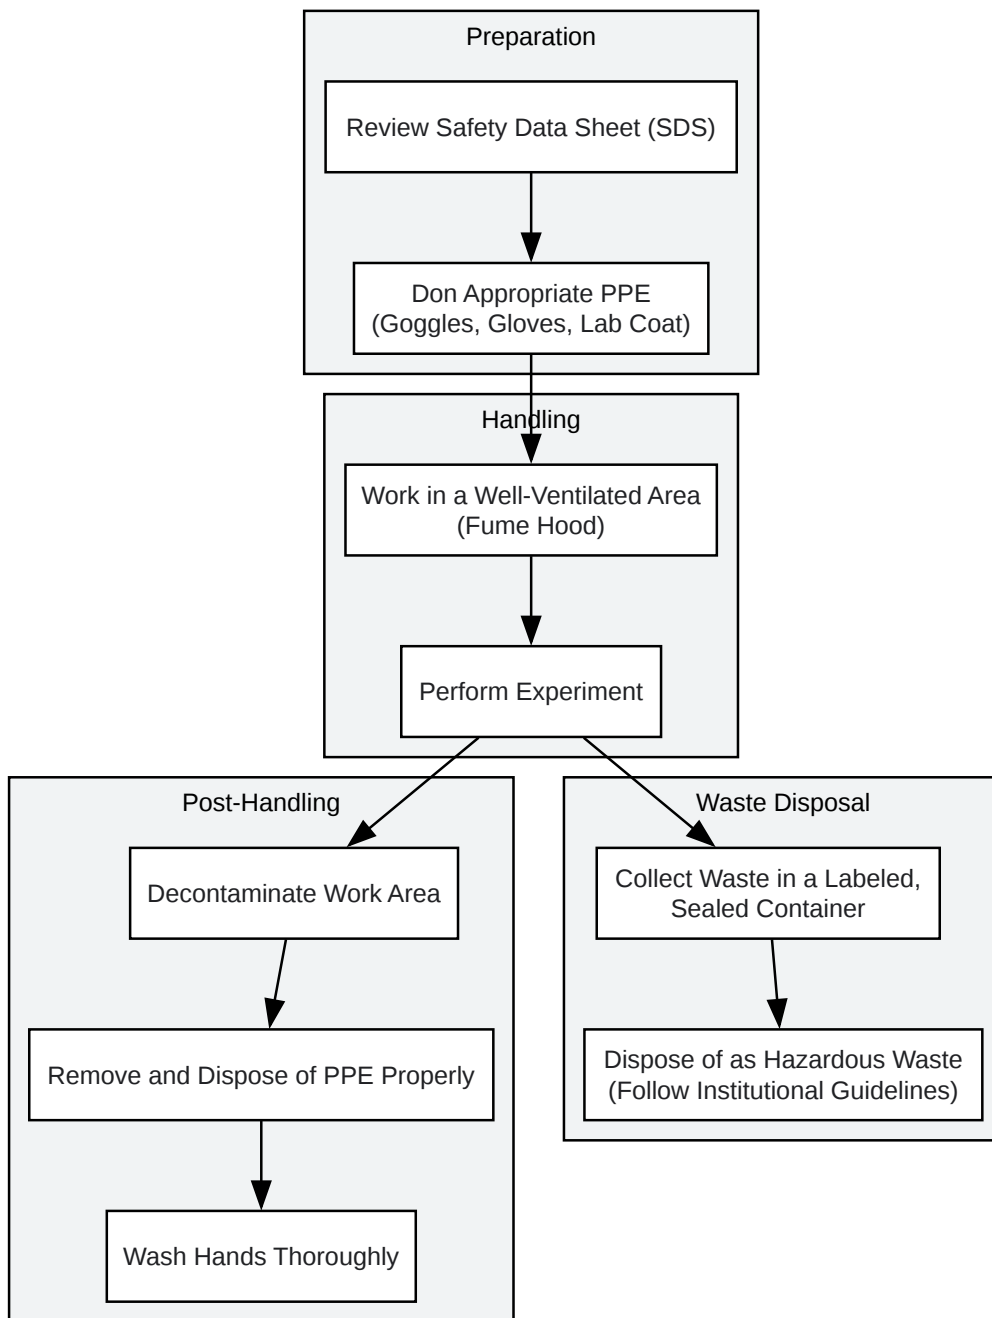 Preparation
Review Safety Data Sheet (SDS)
Don Appropriate PPE
(Goggles, Gloves, Lab Coat)
Handling
Work in a Well-Ventilated Area
(Fume Hood)
Perform Experiment
Post-Handling
Decontaminate Work Area
Remove and Dispose of PPE Properly
Wash Hands Thoroughly
Waste Disposal
Collect Waste in a Labeled,
Sealed Container
Dispose of as Hazardous Waste
(Follow Institutional Guidelines)